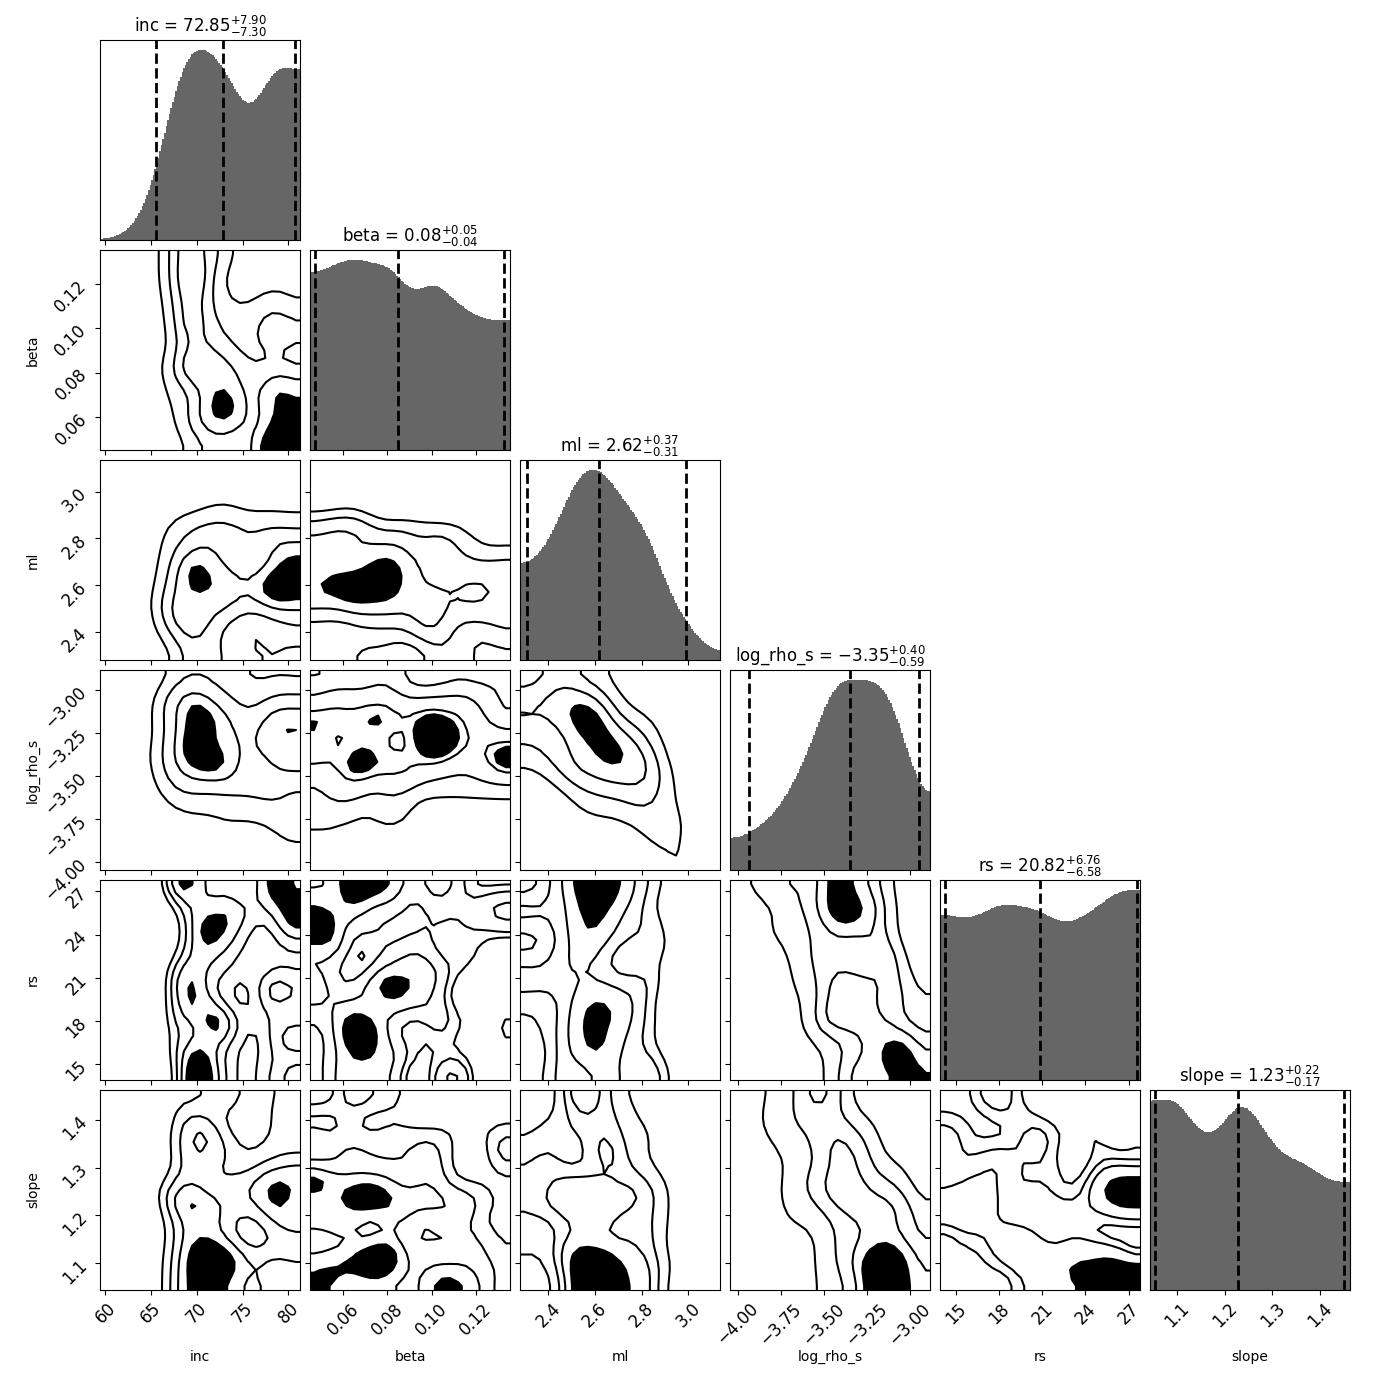 inc = 72.85+7.90−7.30
beta = 0.08+0.05−0.04
beta
0.12
0.10
0.08
0.06
ml = 2.62+0.37−0.31
ml
3.0
2.8
2.6
2.4
log_rho_s = −3.35+0.40−0.59
log_rho_s
−3.00
−3.25
−3.50
−3.75
−4.00
rs = 20.82+6.76−6.58
rs
27
24
21
18
15
slope = 1.23+0.22−0.17
slope
1.4
1.3
1.2
1.1
60 65 70 75 80 0.06 0.08 0.10 0.12 2.4 2.6 2.8 3.0 −4.00 −3.75 −3.50 −3.25 −3.00 15 18 21 24 27 1.1 1.2 1.3 1.4
inc beta ml log_rho_s rs slope